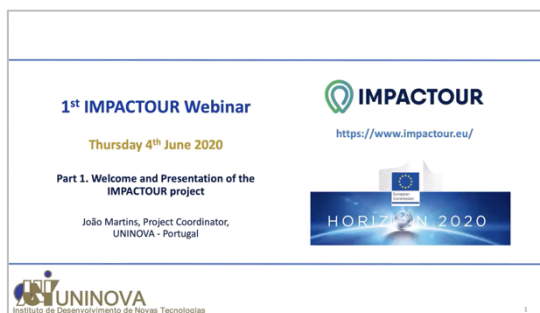 1st IMPACTOUR Webinar
Thursday 4th June 2020
Part 1. Welcome and Presentation of the
IMPACTOUR project
João Martins, Project Coordinator,
UNINOVA - Portugal
IMPACTOUR
https://www.impactour.eu/
European
Commission
HORIZON 2020
UNINOVA
Instituto de Desenvolvimento de Novas Tecnologias
1